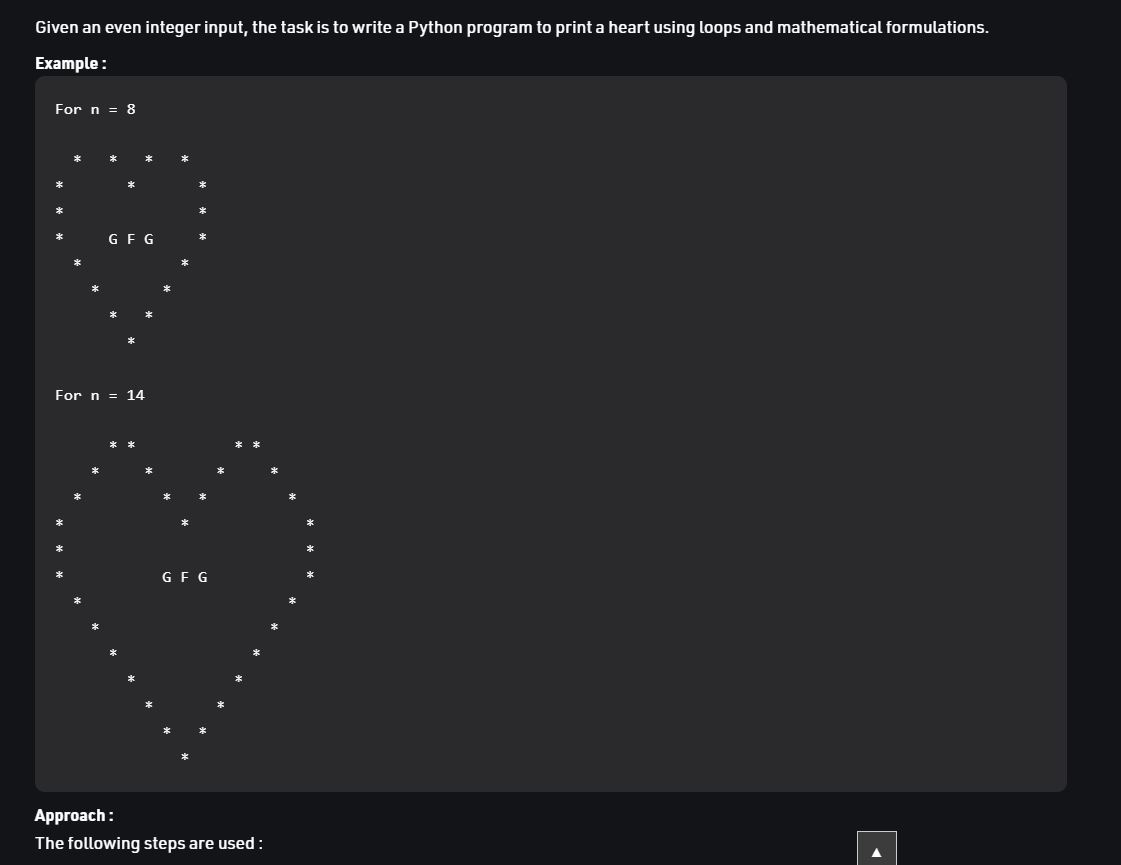 Given an even integer input, the task is to write a Python program to print a heart using loops and mathematical formulations.
Example :
For n = 8
  *   *   *   *
*       *       *
*               *
*     G F G     *
  *           *
    *       *
      *   *
        *
For n = 14
      * *           * *
    *     *       *     *
  *         *   *         *
*             *             *
*                           *
*           G F G           *
  *                       *
    *                   *
      *               *
        *           *
          *       *
            *   *
              *
Approach :
The following steps are used :
▲